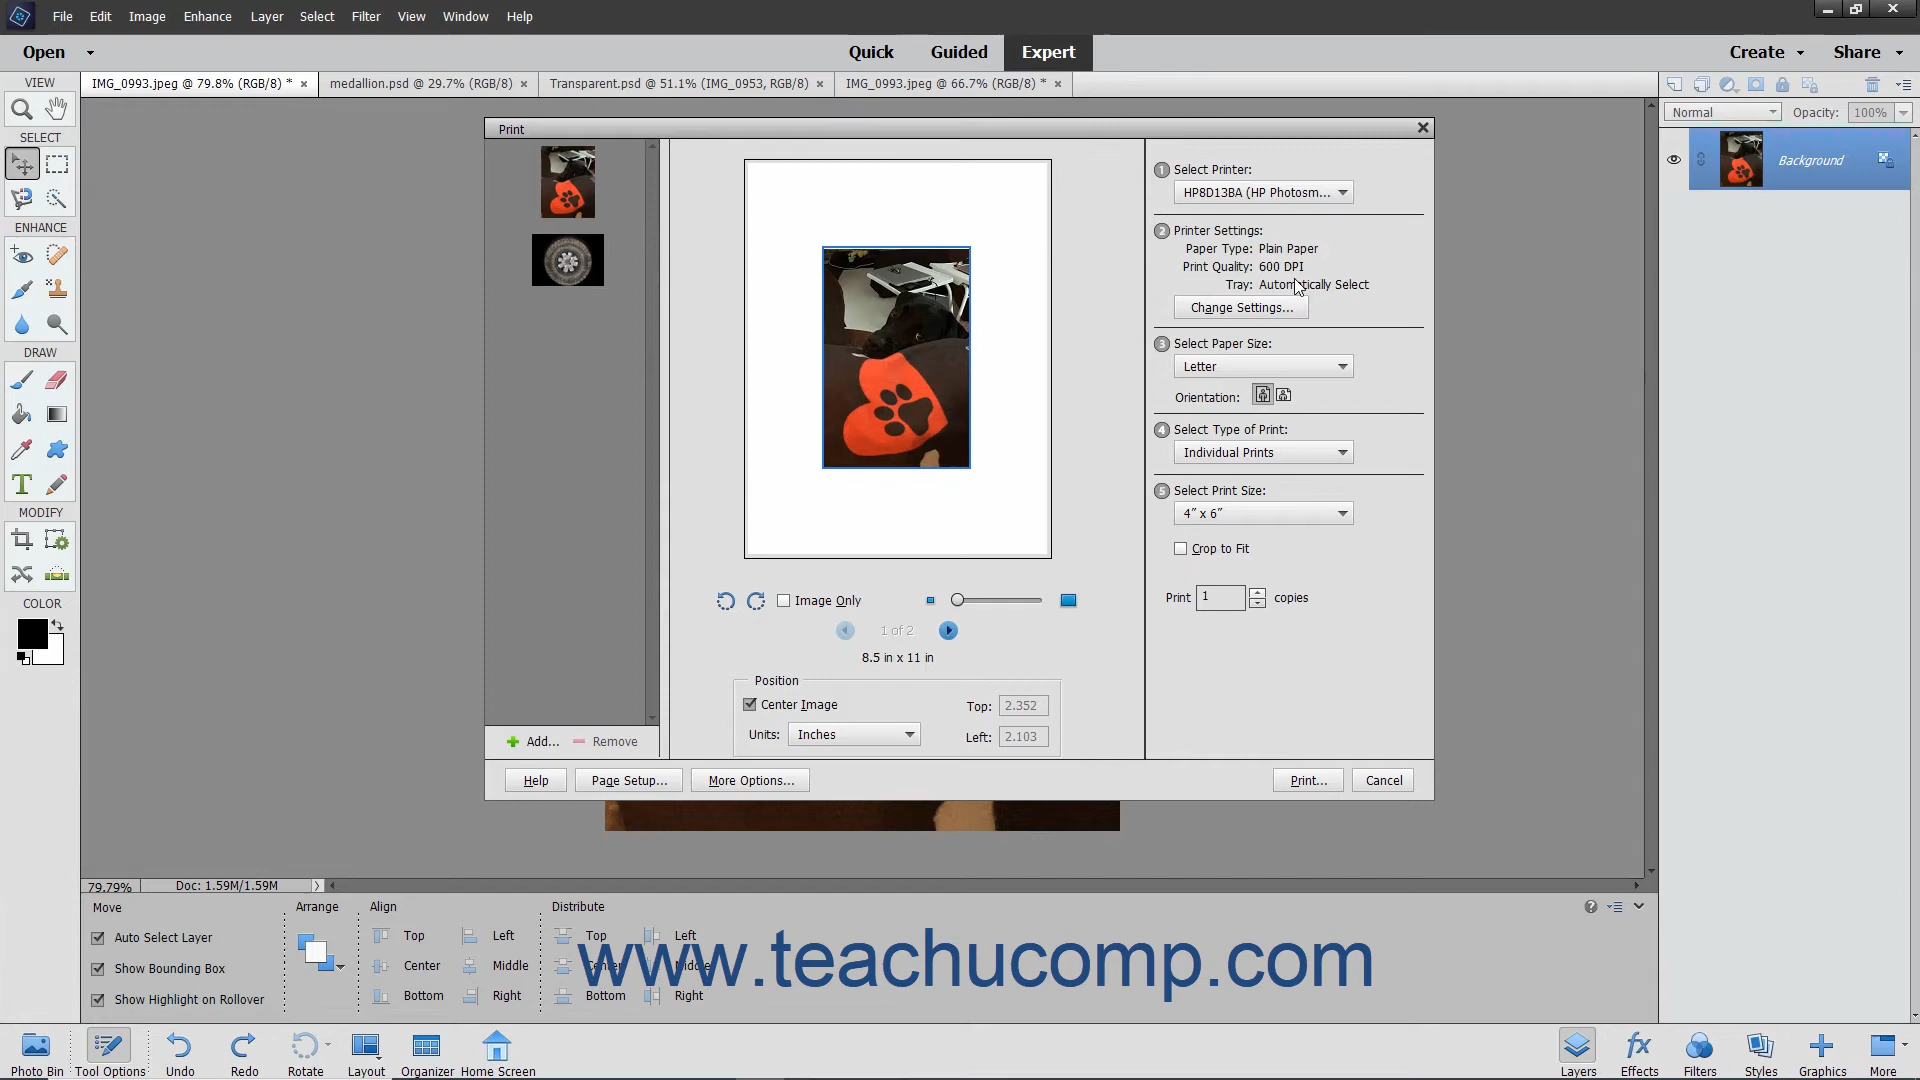 File Edit Image Enhance Layer Select Filter View Window Help
Open Quick Guided Expert Create Share
VIEW IMG_0993.jpeg @ 79.8% (RGB/8) * × medallion.psd @ 29.7% (RGB/8) × Transparent.psd @ 51.1% (IMG_0953, RGB/8) × IMG_0993.jpeg @ 66.7% (RGB/8) * ×
Normal Opacity: 100%
SELECT
ENHANCE
DRAW
MODIFY
COLOR
Background
Print
1 Select Printer:
HP8D13BA (HP Photosm...
2 Printer Settings:
Paper Type: Plain Paper
Print Quality: 600 DPI
Tray: Automatically Select
Change Settings...
3 Select Paper Size:
Letter
Orientation:
4 Select Type of Print:
Individual Prints
5 Select Print Size:
4" x 6"
Crop to Fit
Print 1 copies
Image Only
1 of 2
8.5 in x 11 in
Position
Center Image Top: 2.352
Units: Inches Left: 2.103
Add... Remove
Help Page Setup... More Options... Print... Cancel
79.79% Doc: 1.59M/1.59M
Move Arrange Align Distribute
Auto Select Layer Top Left Top Left
Show Bounding Box Center Middle Center Middle
Show Highlight on Rollover Bottom Right Bottom Right
www.teachucomp.com
Photo Bin Tool Options Undo Redo Rotate Layout Organizer Home Screen Layers Effects Filters Styles Graphics More